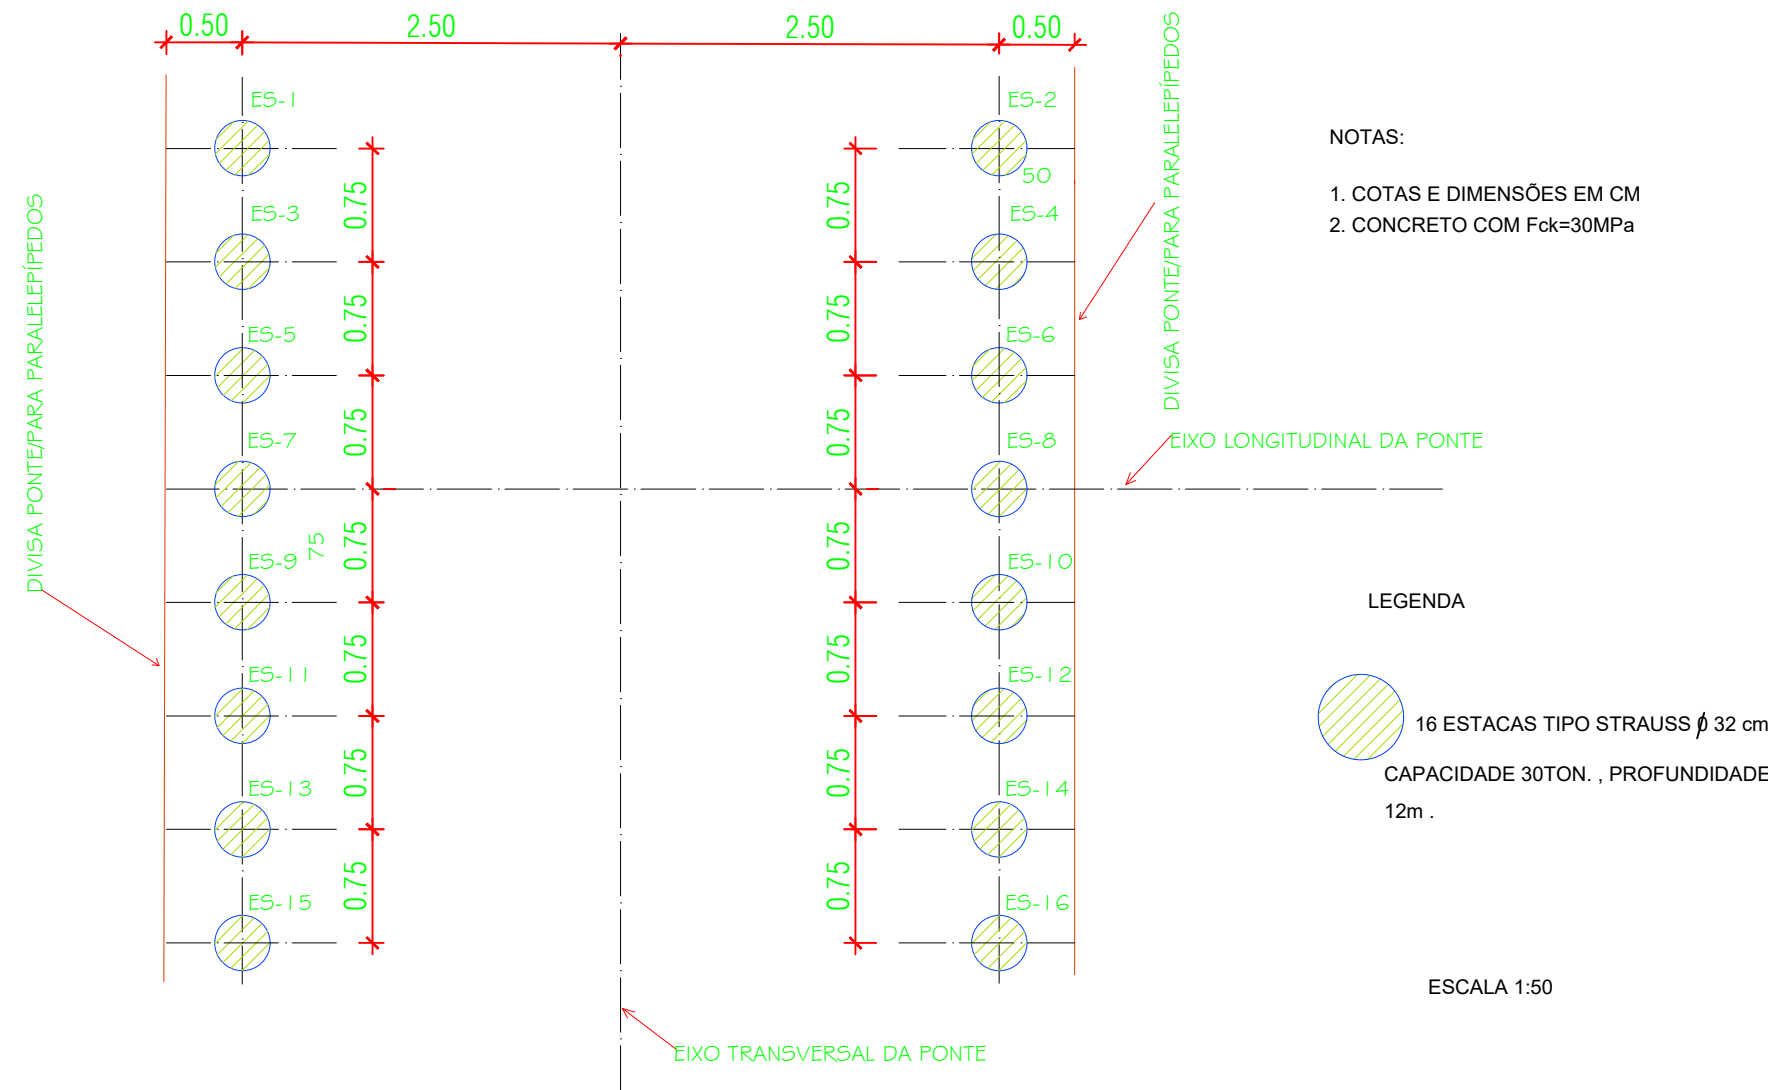 0.50 2.50 2.50 0.50
ES-1 ES-2
50
0.75 0.75
ES-3 ES-4
0.75 0.75
ES-5 ES-6
0.75 0.75
ES-7 ES-8
75
0.75 0.75
ES-9 ES-10
0.75 0.75
ES-11 ES-12
0.75 0.75
ES-13 ES-14
0.75 0.75
ES-15 ES-16
DIVISA PONTE/PARA PARALELEPÍPEDOS
DIVISA PONTE/PARA PARALELEPÍPEDOS
EIXO LONGITUDINAL DA PONTE
EIXO TRANSVERSAL DA PONTE
NOTAS:
1. COTAS E DIMENSÕES EM CM
2. CONCRETO COM Fck=30MPa
LEGENDA
16 ESTACAS TIPO STRAUSS Ø 32 cm
CAPACIDADE 30TON. , PROFUNDIDADE
12m .
ESCALA 1:50